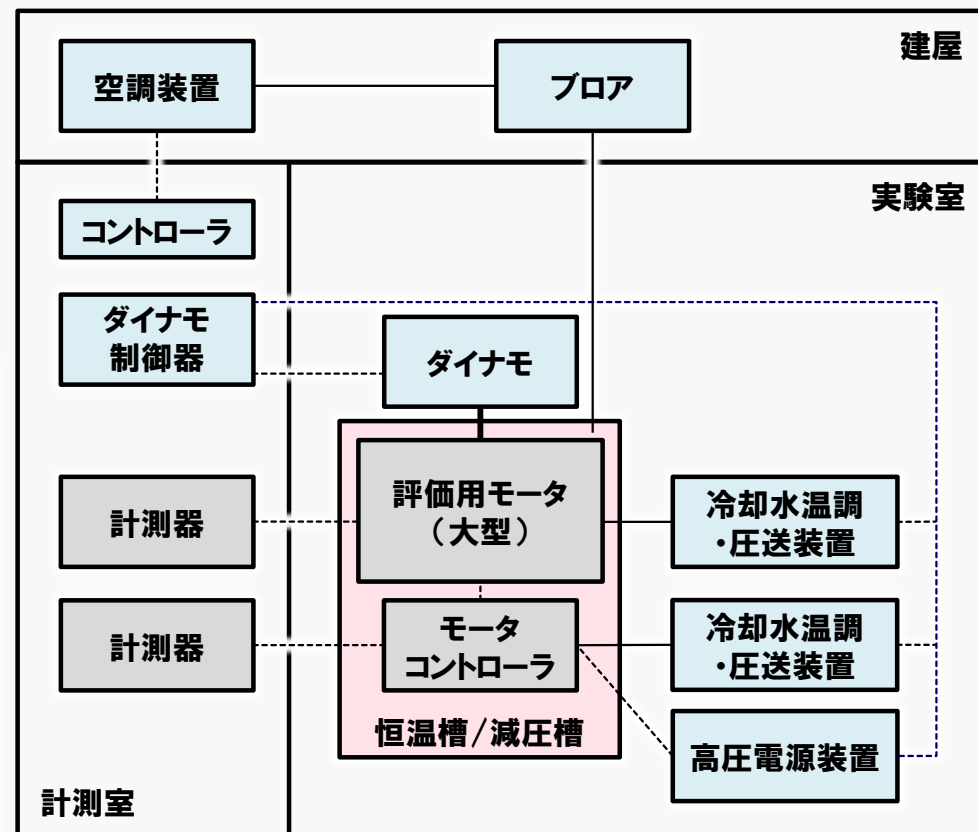 建屋
空調装置
ブロア
実験室
コントローラ
ダイナモ
制御器
ダイナモ
計測器
評価用モータ
（大型）
冷却水温調
・圧送装置
計測器
モータ
コントローラ
冷却水温調
・圧送装置
恒温槽/減圧槽
高圧電源装置
計測室